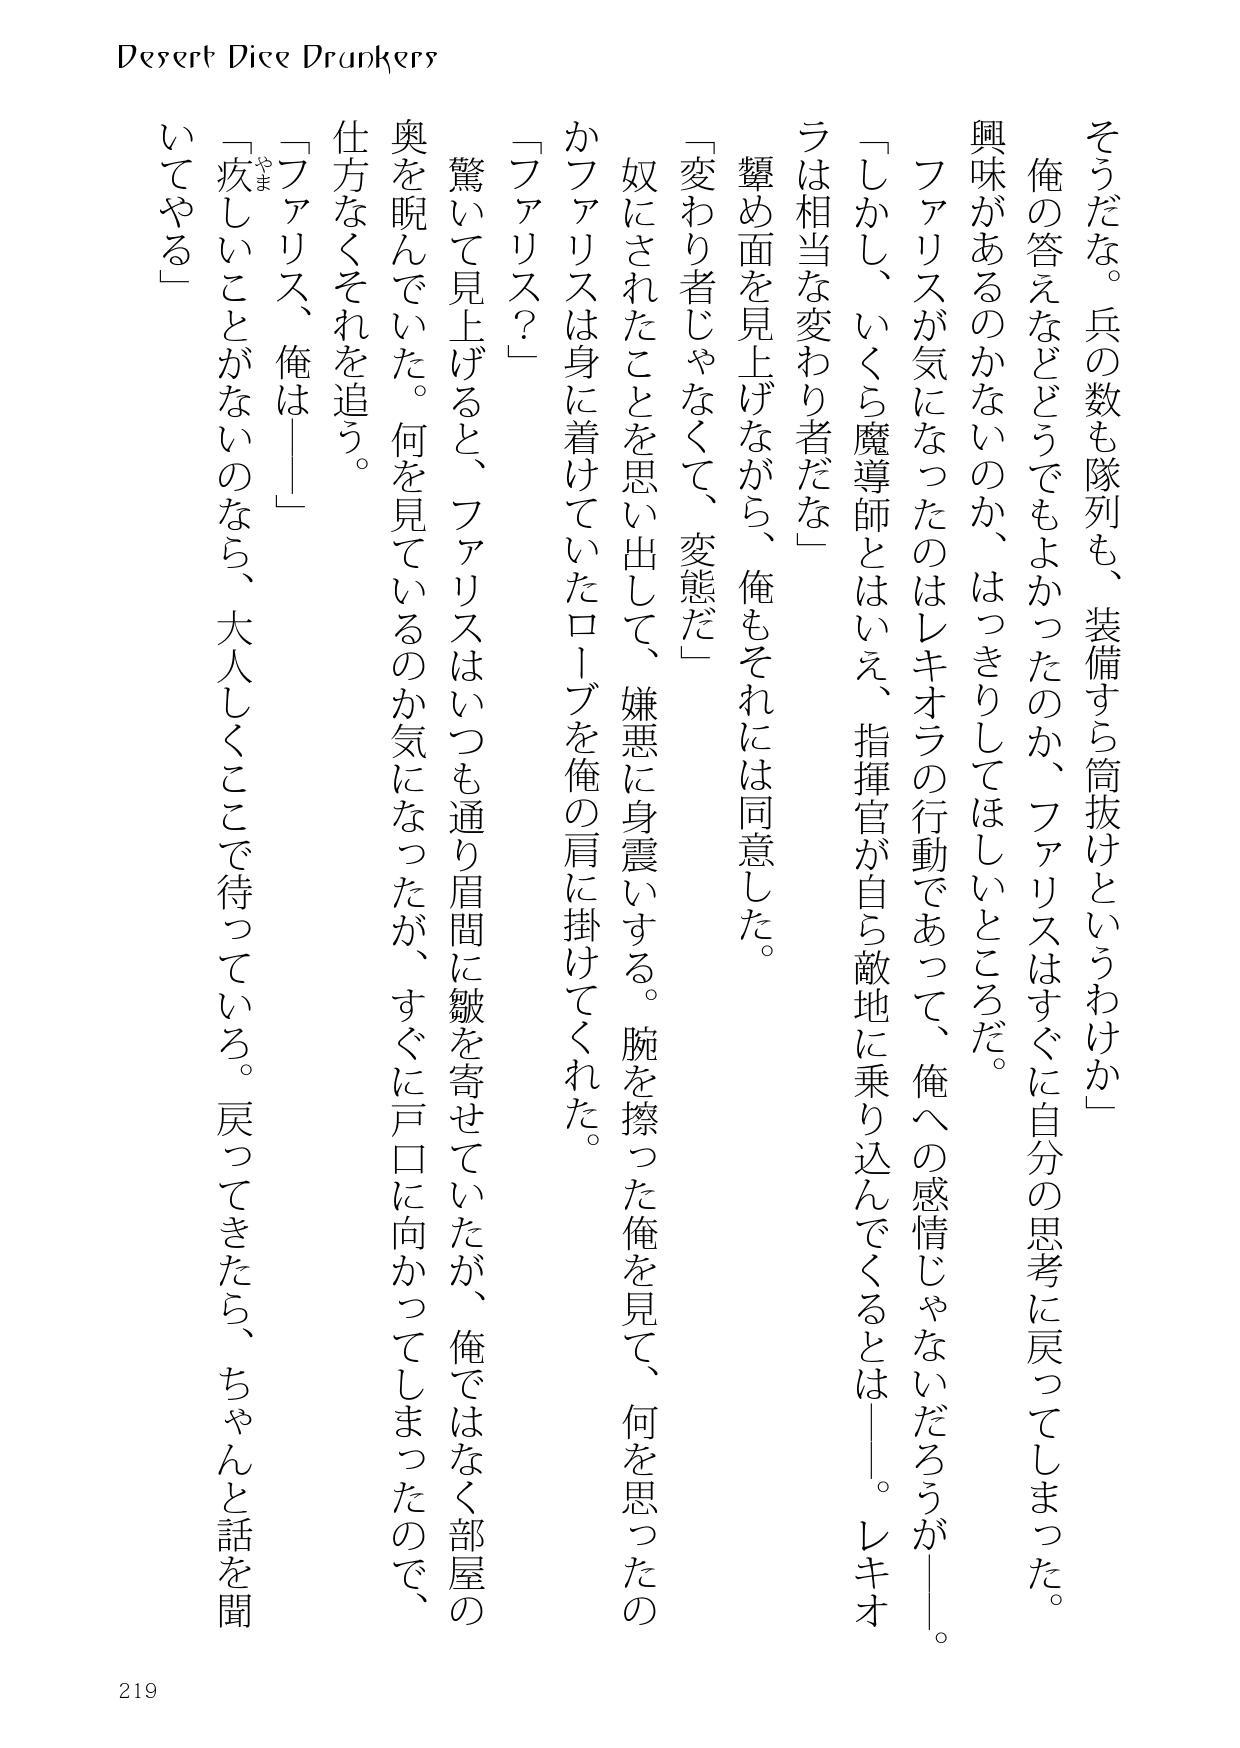 Desert Dice Drunkers
そうだな。兵の数も隊列も、装備すら筒抜けというわけか」
俺の答えなどどうでもよかったのか、ファリスはすぐに自分の思考に戻ってしまった。
興味があるのかないのか、はっきりしてほしいところだ。
ファリスが気になったのはレキオラの行動であって、俺への感情じゃないだろうが――。
「しかし、いくら魔導師とはいえ、指揮官が自ら敵地に乗り込んでくるとは――。レキオ
ラは相当な変わり者だな」
顰め面を見上げながら、俺もそれには同意した。
「変わり者じゃなくて、変態だ」
奴にされたことを思い出して、嫌悪に身震いする。腕を擦った俺を見て、何を思ったの
かファリスは身に着けていたローブを俺の肩に掛けてくれた。
「ファリス？」
驚いて見上げると、ファリスはいつも通り眉間に皺を寄せていたが、俺ではなく部屋の
奥を睨んでいた。何を見ているのか気になったが、すぐに戸口に向かってしまったので、
仕方なくそれを追う。
「ファリス、俺は――」
「疚しいことがないのなら、大人しくここで待っていろ。戻ってきたら、ちゃんと話を聞
やま
いてやる」
219